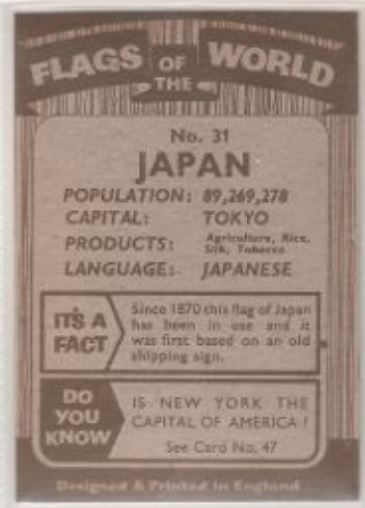 FLAGS OF THE WORLD
No. 31
JAPAN
POPULATION: 89,269,278
CAPITAL: TOKYO
PRODUCTS: Agriculture, Rice,
Silk, Tobacco
LANGUAGE: JAPANESE
IT'S A
FACT
Since 1870 this flag of Japan
has been in use and it
was first based on an old
shipping sign.
DO
YOU
KNOW
IS NEW YORK THE
CAPITAL OF AMERICA ?
See Card No. 47
Designed & Printed in England